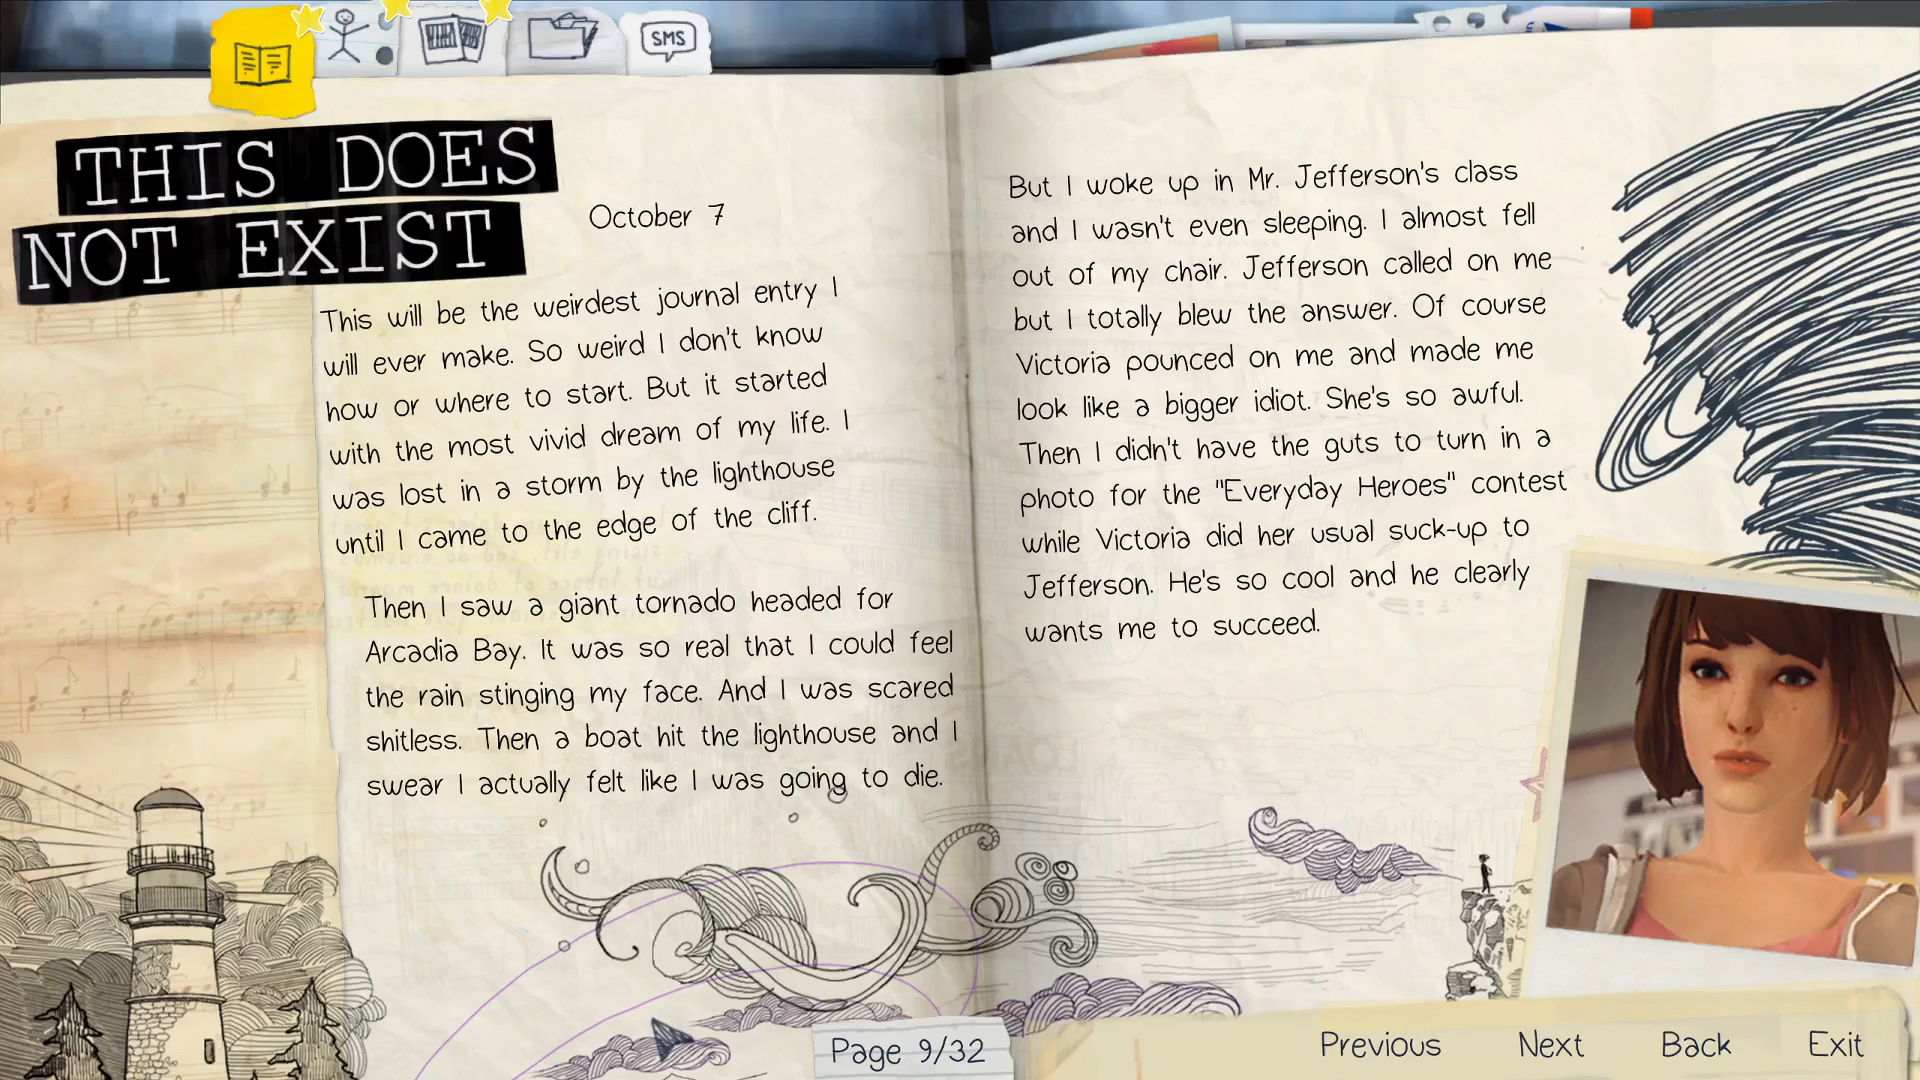 SMS
THIS DOES
NOT EXIST
October 7
This will be the weirdest journal entry I
will ever make. So weird I don't know
how or where to start. But it started
with the most vivid dream of my life. I
was lost in a storm by the lighthouse
until I came to the edge of the cliff.
Then I saw a giant tornado headed for
Arcadia Bay. It was so real that I could feel
the rain stinging my face. And I was scared
shitless. Then a boat hit the lighthouse and I
swear I actually felt like I was going to die.
But I woke up in Mr. Jefferson's class
and I wasn't even sleeping. I almost fell
out of my chair. Jefferson called on me
but I totally blew the answer. Of course
Victoria pounced on me and made me
look like a bigger idiot. She's so awful.
Then I didn't have the guts to turn in a
photo for the "Everyday Heroes" contest
while Victoria did her usual suck-up to
Jefferson. He's so cool and he clearly
wants me to succeed.
Page 9/32
Previous Next Back Exit